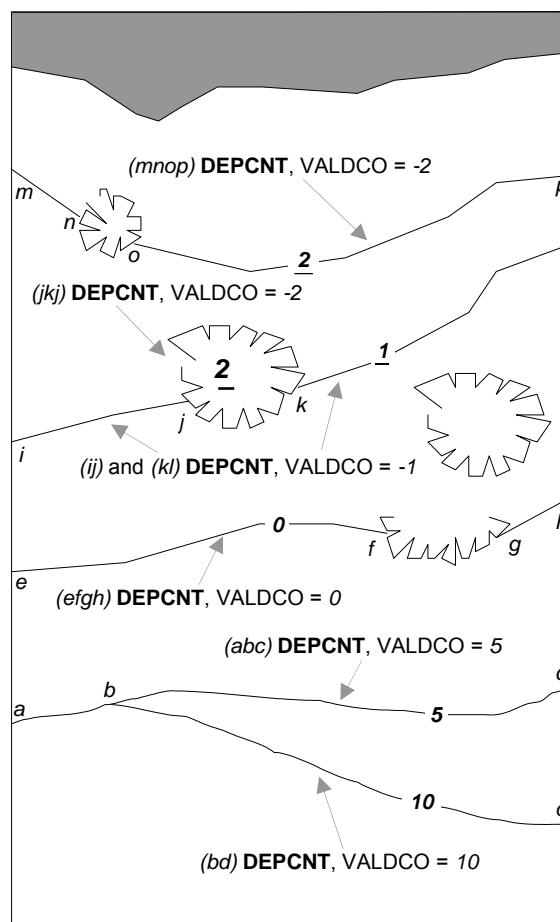 (mnop) DEPCNT, VALDCO = -2
m
n
o
2
(jkj) DEPCNT, VALDCO = -2
1
2
k
j
i
(ij) and (kl) DEPCNT, VALDCO = -1
0
f
g
e
(efgh) DEPCNT, VALDCO = 0
(abc) DEPCNT, VALDCO = 5
b
a
5
10
(bd) DEPCNT, VALDCO = 10